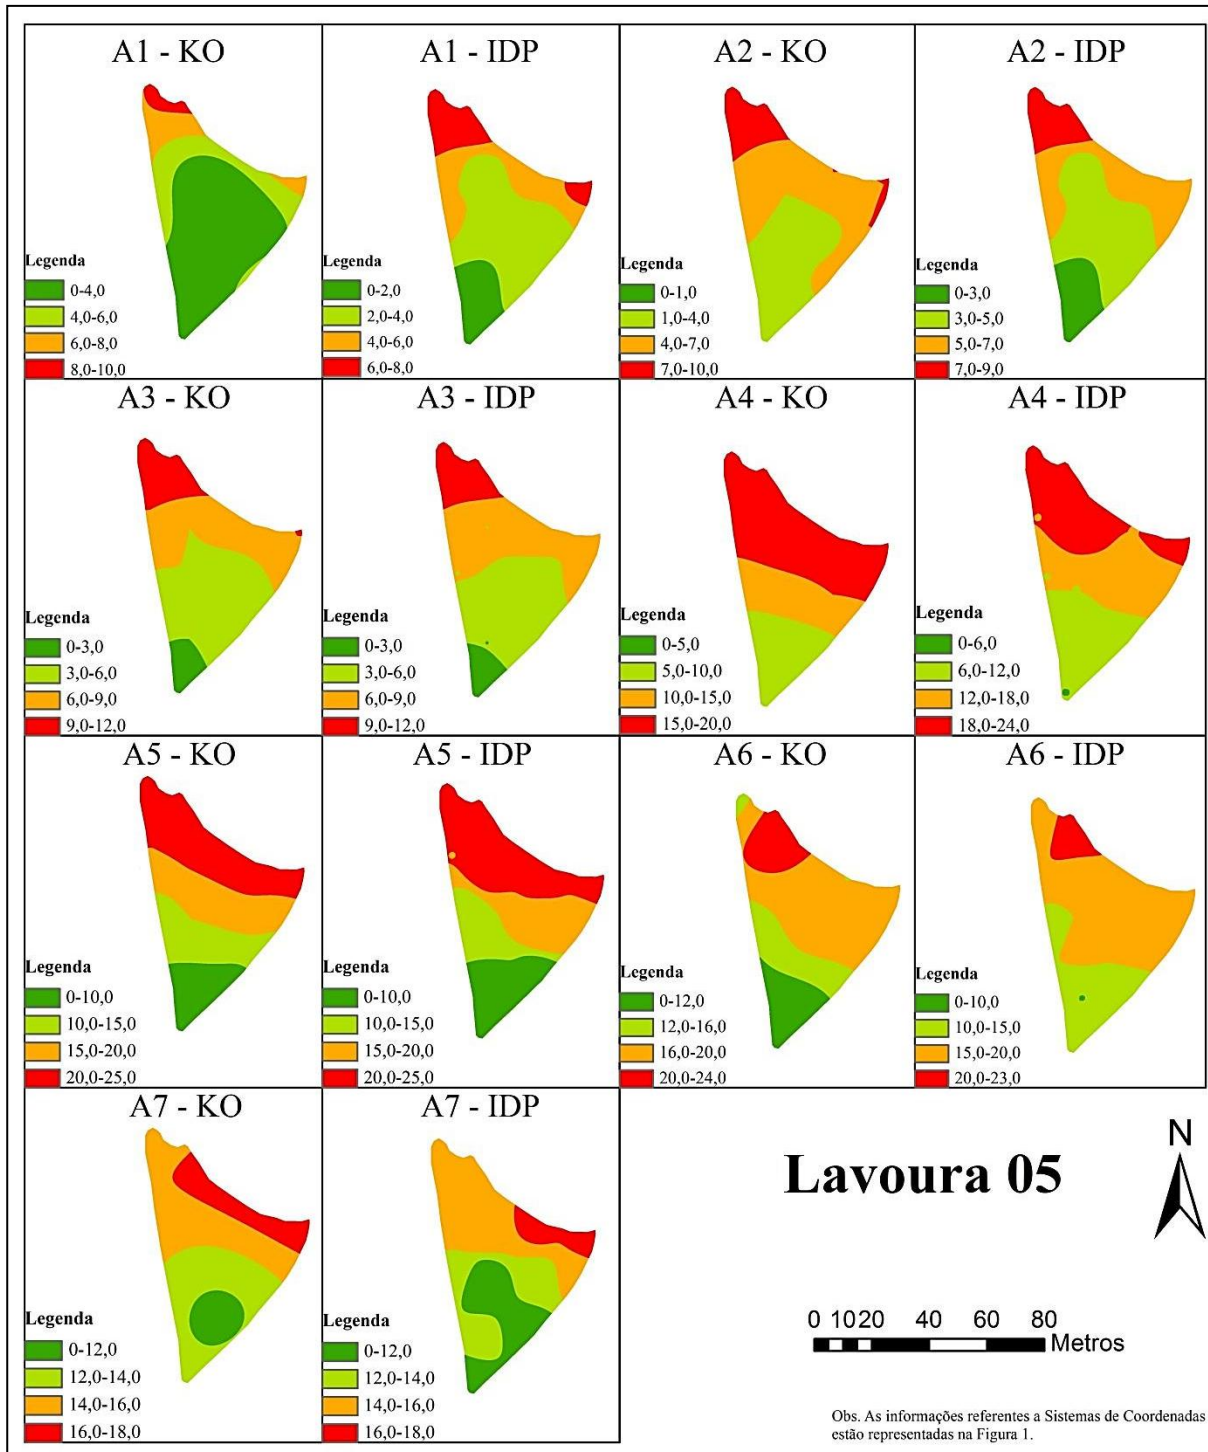 A1 - KO
Legenda
0-4,0
4,0-6,0
6,0-8,0
8,0-10,0
A1 - IDP
Legenda
0-2,0
2,0-4,0
4,0-6,0
6,0-8,0
A2 - KO
Legenda
0-1,0
1,0-4,0
4,0-7,0
7,0-10,0
A2 - IDP
Legenda
0-3,0
3,0-5,0
5,0-7,0
7,0-9,0
A3 - KO
Legenda
0-3,0
3,0-6,0
6,0-9,0
9,0-12,0
A3 - IDP
Legenda
0-3,0
3,0-6,0
6,0-9,0
9,0-12,0
A4 - KO
Legenda
0-5,0
5,0-10,0
10,0-15,0
15,0-20,0
A4 - IDP
Legenda
0-6,0
6,0-12,0
12,0-18,0
18,0-24,0
A5 - KO
Legenda
0-10,0
10,0-15,0
15,0-20,0
20,0-25,0
A5 - IDP
Legenda
0-10,0
10,0-15,0
15,0-20,0
20,0-25,0
A6 - KO
Legenda
0-12,0
12,0-16,0
16,0-20,0
20,0-24,0
A6 - IDP
Legenda
0-10,0
10,0-15,0
15,0-20,0
20,0-23,0
A7 - KO
Legenda
0-12,0
12,0-14,0
14,0-16,0
16,0-18,0
A7 - IDP
Legenda
0-12,0
12,0-14,0
14,0-16,0
16,0-18,0
Lavoura 05
N
0 10 20 40 60 80
Metros
Obs. As informações referentes a Sistemas de Coordenadas
estão representadas na Figura 1.